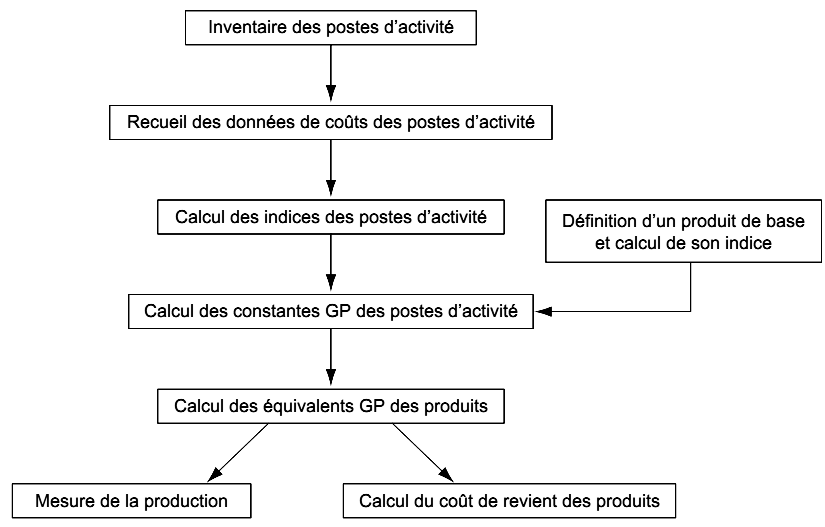 Inventaire des postes d’activité
Recueil des données de coûts des postes d’activité
Calcul des indices des postes d’activité
Définition d’un produit de base
et calcul de son indice
Calcul des constantes GP des postes d’activité
Calcul des équivalents GP des produits
Mesure de la production
Calcul du coût de revient des produits